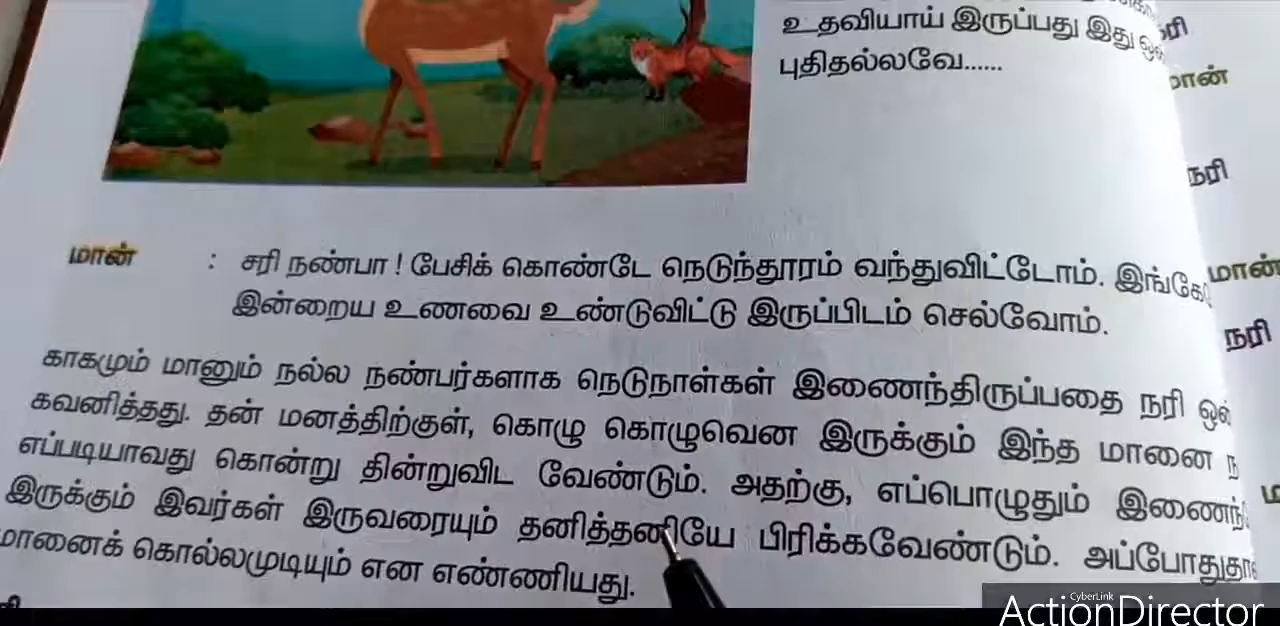 உதவியாய் இருப்பது இது
புதிதல்லவே......
மான் : சரி நண்பா ! பேசிக் கொண்டே நெடுந்தூரம் வந்துவிட்டோம்.
இன்றைய உணவை உண்டுவிட்டு இருப்பிடம் செல்வோம்.
காகமும் மானும் நல்ல நண்பர்களாக நெடுநாள்கள் இணைந்திருப்பதை நரி
கவனித்தது. தன் மனத்திற்குள், கொழு கொழுவென இருக்கும் இந்த மானை
எப்படியாவது கொன்று தின்றுவிட வேண்டும். அதற்கு, எப்பொழுதும்
இருக்கும் இவர்கள் இருவரையும் தனித்தனியே பிரிக்கவேண்டும்.
மானைக் கொல்லமுடியும் என எண்ணியது.
மான்
நரி
மான்
நரி
CyberLink
ActionDirector